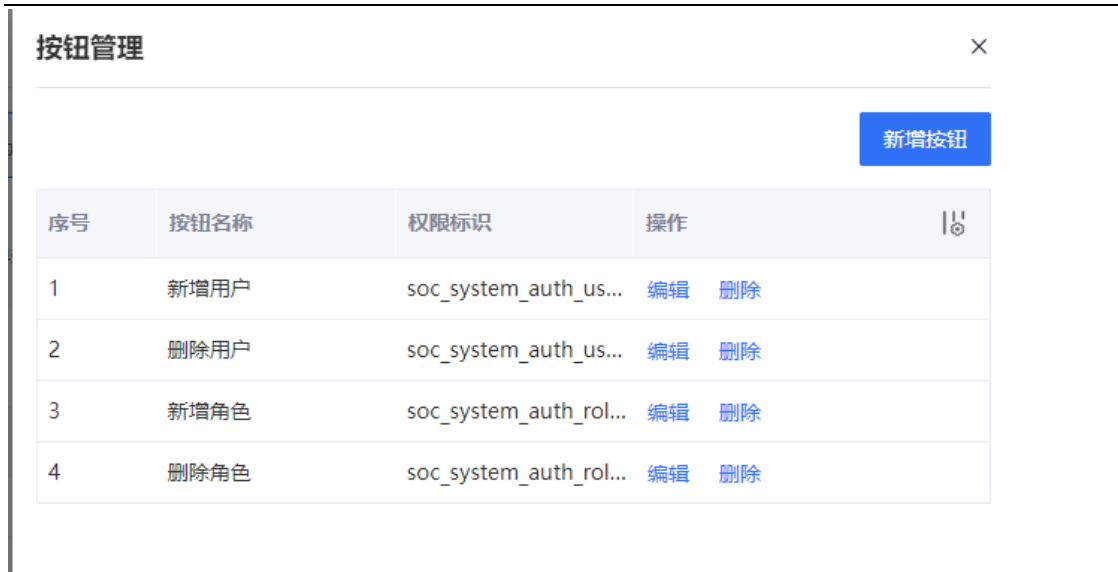 按钮管理
新增按钮
序号 按钮名称 权限标识 操作
1 新增用户 soc_system_auth_us... 编辑 删除
2 删除用户 soc_system_auth_us... 编辑 删除
3 新增角色 soc_system_auth_rol... 编辑 删除
4 删除角色 soc_system_auth_rol... 编辑 删除